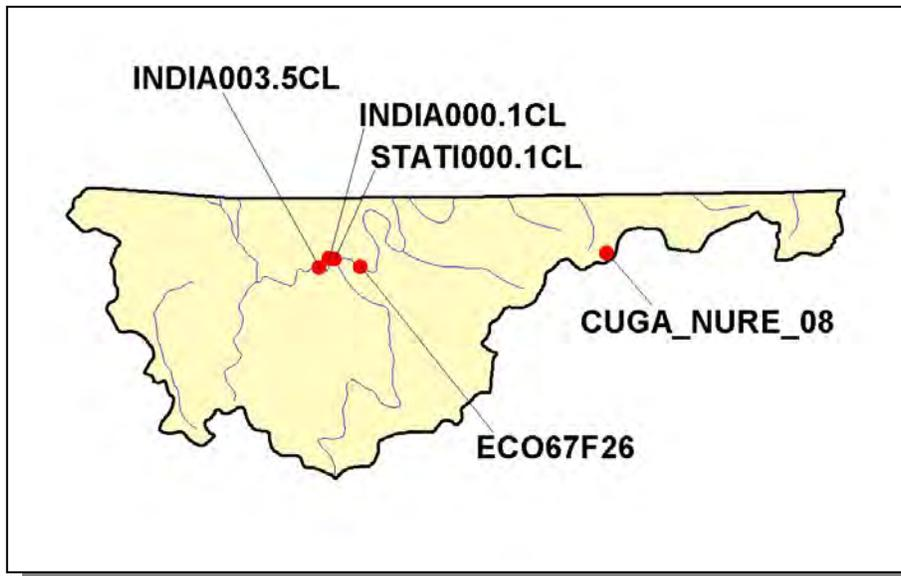 INDIA003.5CL
INDIA000.1CL
STATI000.1CL
CUGA_NURE_08
ECO67F26